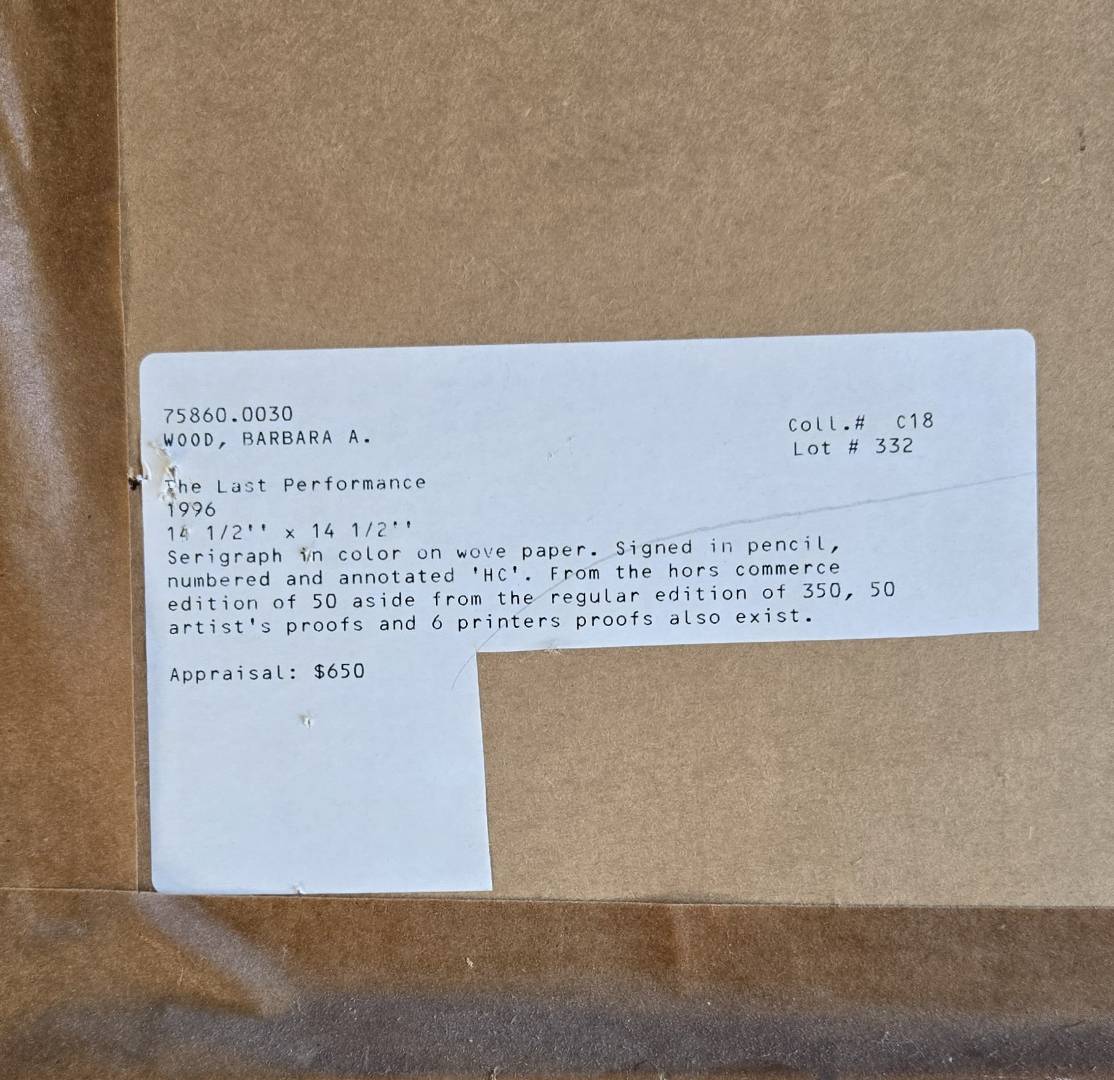 75860.0030
WOOD, BARBARA A.
Coll.# C18
Lot # 332
The Last Performance
1996
14 1/2'' x 14 1/2''
Serigraph in color on wove paper. Signed in pencil,
numbered and annotated 'HC'. From the hors commerce
edition of 50 aside from the regular edition of 350, 50
artist's proofs and 6 printers proofs also exist.
Appraisal: $650